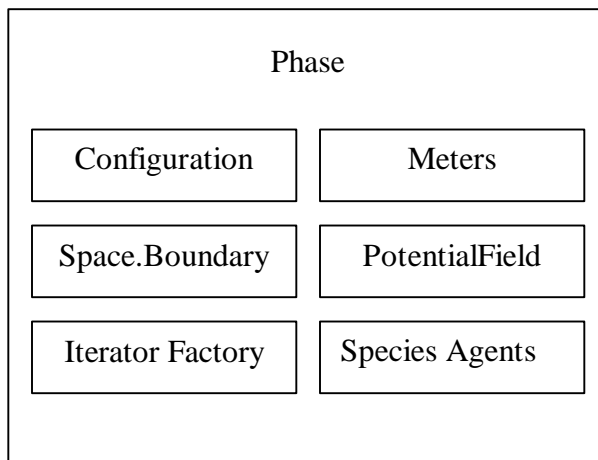 Phase
Configuration
Meters
Space.Boundary
PotentialField
Iterator Factory
Species Agents